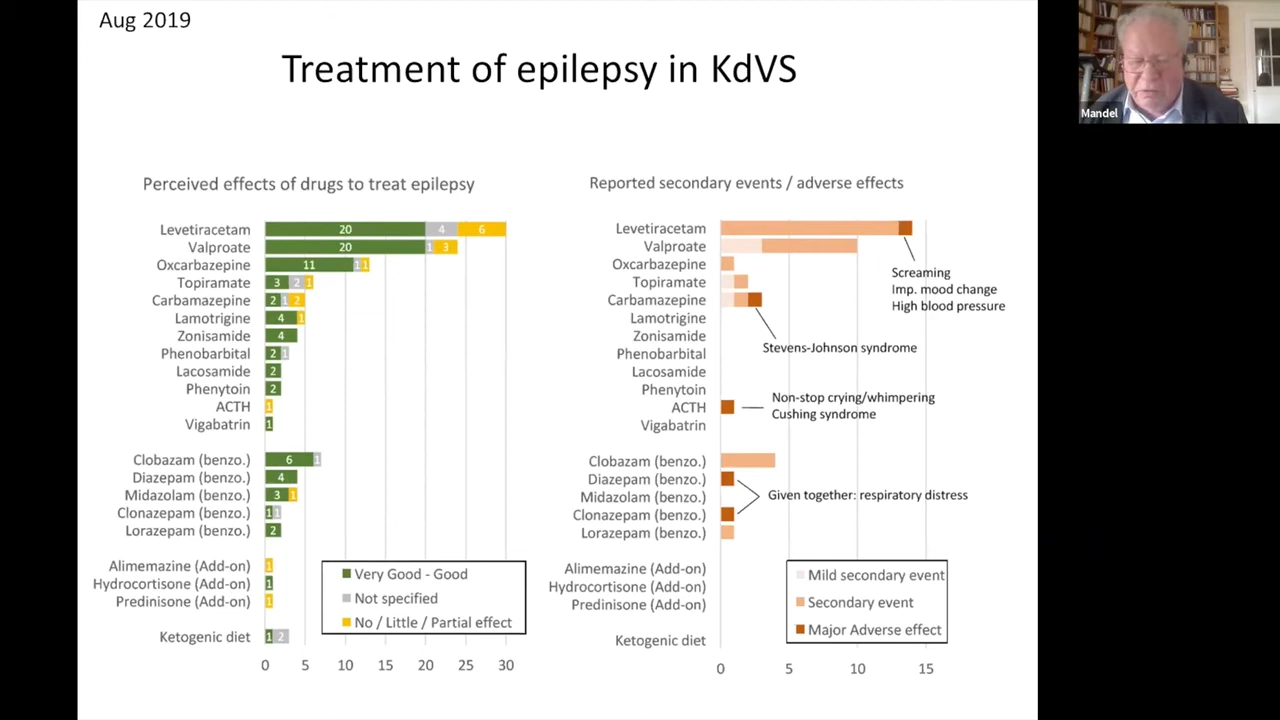 Aug 2019
Treatment of epilepsy in KdVS
Mandel
Perceived effects of drugs to treat epilepsy
Levetiracetam 20 4 6
Valproate 20 1 3
Oxcarbazepine 11 1 1
Topiramate 3 2 1
Carbamazepine 2 1 2
Lamotrigine 4 1
Zonisamide 4
Phenobarbital 2 1
Lacosamide 2
Phenytoin 2
ACTH 1
Vigabatrin 1
Clobazam (benzo.) 6 1
Diazepam (benzo.) 4
Midazolam (benzo.) 3 1
Clonazepam (benzo.) 1 1
Lorazepam (benzo.) 2
Alimemazine (Add-on) 1
Hydrocortisone (Add-on) 1
Predinisone (Add-on) 1
Ketogenic diet 1 2
0 5 10 15 20 25 30
Very Good - Good
Not specified
No / Little / Partial effect
Reported secondary events / adverse effects
Levetiracetam
Valproate
Oxcarbazepine
Topiramate
Carbamazepine
Lamotrigine
Zonisamide
Phenobarbital
Lacosamide
Phenytoin
ACTH
Vigabatrin
Clobazam (benzo.)
Diazepam (benzo.)
Midazolam (benzo.)
Clonazepam (benzo.)
Lorazepam (benzo.)
Alimemazine (Add-on)
Hydrocortisone (Add-on)
Predinisone (Add-on)
Ketogenic diet
0 5 10 15
Screaming
Imp. mood change
High blood pressure
Stevens-Johnson syndrome
Non-stop crying/whimpering
Cushing syndrome
Given together: respiratory distress
Mild secondary event
Secondary event
Major Adverse effect